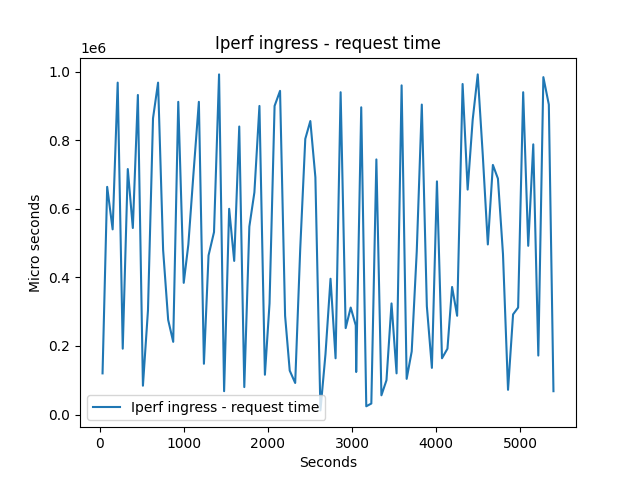 Iperf ingress - request time
1e6
1.0
0.8
0.6
0.4
0.2
0.0
Micro seconds
Iperf ingress - request time
0 1000 2000 3000 4000 5000
Seconds